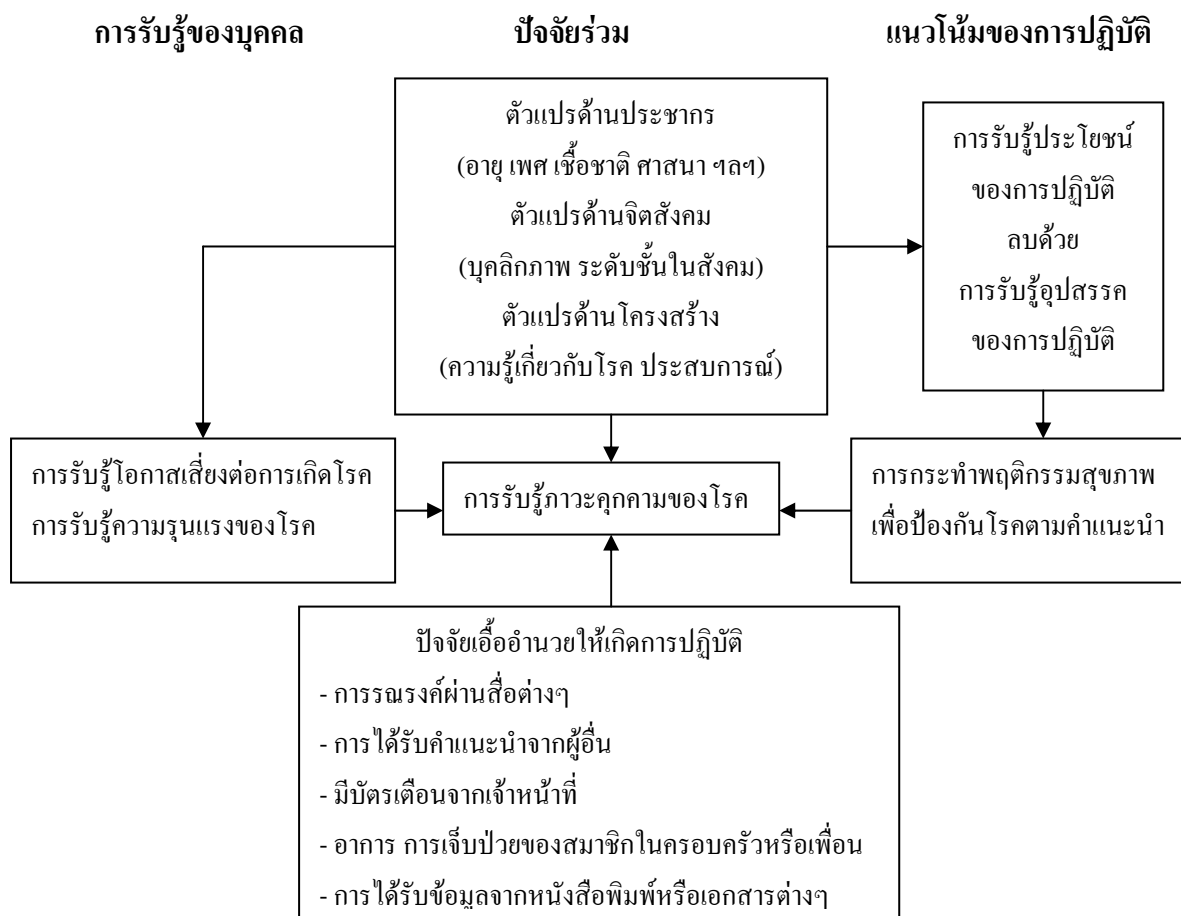 การรับรู้ของบุคคล
ปัจจัยร่วม
แนวโน้มของการปฏิบัติ
ตัวแปรด้านประชากร
(อายุ เพศ เชื้อชาติ ศาสนา ฯลฯ)
ตัวแปรด้านจิตสังคม
(บุคลิกภาพ ระดับชั้นในสังคม)
ตัวแปรด้านโครงสร้าง
(ความรู้เกี่ยวกับโรค ประสบการณ์)
การรับรู้ประโยชน์
ของการปฏิบัติ
ลบด้วย
การรับรู้อุปสรรค
ของการปฏิบัติ
การรับรู้โอกาสเสี่ยงต่อการเกิดโรค
การรับรู้ความรุนแรงของโรค
การรับรู้ภาวะคุกคามของโรค
การกระทำพฤติกรรมสุขภาพ
เพื่อป้องกันโรคตามคำแนะนำ
ปัจจัยเอื้ออำนวยให้เกิดการปฏิบัติ
- การรณรงค์ผ่านสื่อต่างๆ
- การได้รับคำแนะนำจากผู้อื่น
- มีบัตรเตือนจากเจ้าหน้าที่
- อาการ การเจ็บป่วยของสมาชิกในครอบครัวหรือเพื่อน
- การได้รับข้อมูลจากหนังสือพิมพ์หรือเอกสารต่างๆ